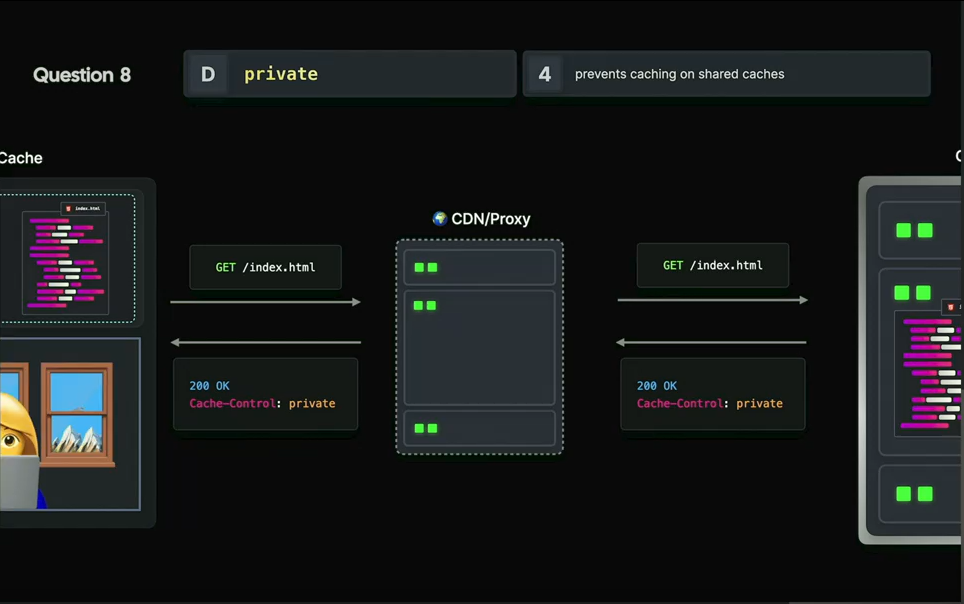 Question 8
D private
4 prevents caching on shared caches
Cache
index.html
CDN/Proxy
GET /index.html
GET /index.html
200 OK
Cache-Control: private
200 OK
Cache-Control: private